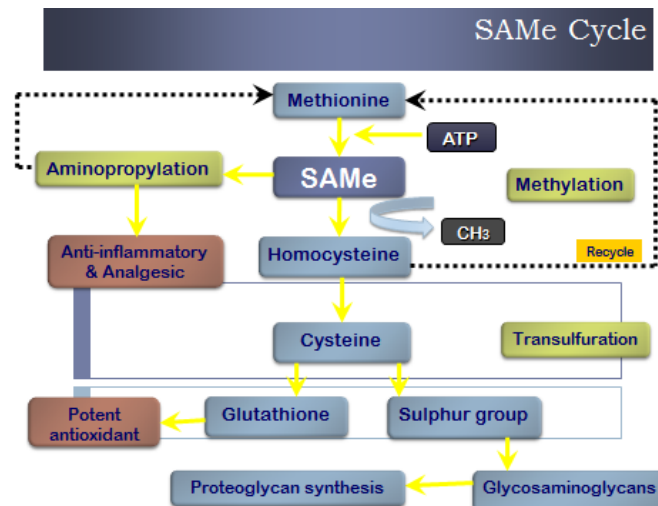 SAMe Cycle
Methionine
ATP
Aminopropylation
SAMe
Methylation
CH3
Anti-inflammatory
& Analgesic
Homocysteine
Recycle
Cysteine
Transulfuration
Potent
antioxidant
Glutathione
Sulphur group
Proteoglycan synthesis
Glycosaminoglycans